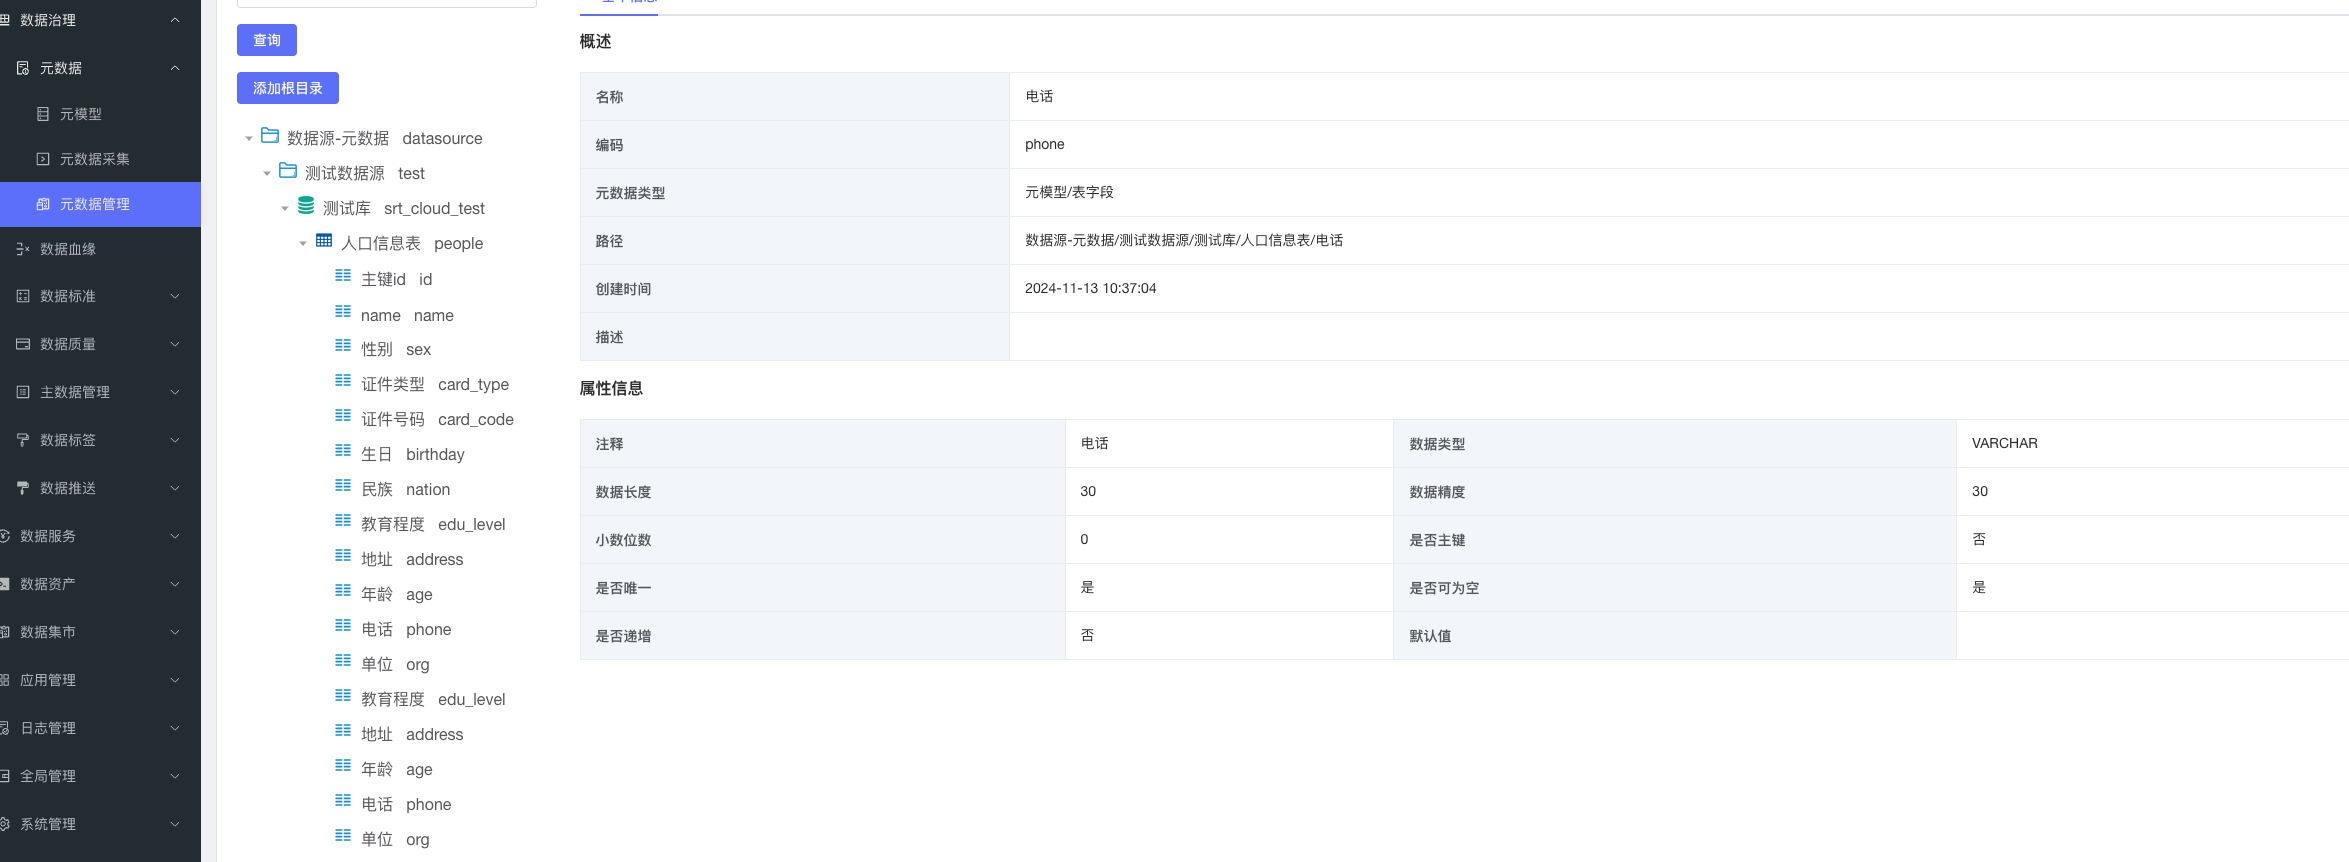 数据治理
元数据
元模型
元数据采集
元数据管理
数据血缘
数据标准
数据质量
主数据管理
数据标签
数据推送
数据服务
数据资产
数据集市
应用管理
日志管理
全局管理
系统管理
查询
添加根目录
数据源-元数据 datasource
测试数据源 test
测试库 srt_cloud_test
人口信息表 people
主键id id
name name
性别 sex
证件类型 card_type
证件号码 card_code
生日 birthday
民族 nation
教育程度 edu_level
地址 address
年龄 age
电话 phone
单位 org
教育程度 edu_level
地址 address
年龄 age
电话 phone
单位 org
概述
名称 电话
编码 phone
元数据类型 元模型/表字段
路径 数据源-元数据/测试数据源/测试库/人口信息表/电话
创建时间 2024-11-13 10:37:04
描述
属性信息
注释 电话 数据类型 VARCHAR
数据长度 30 数据精度 30
小数位数 0 是否主键 否
是否唯一 是 是否可为空 是
是否递增 否 默认值